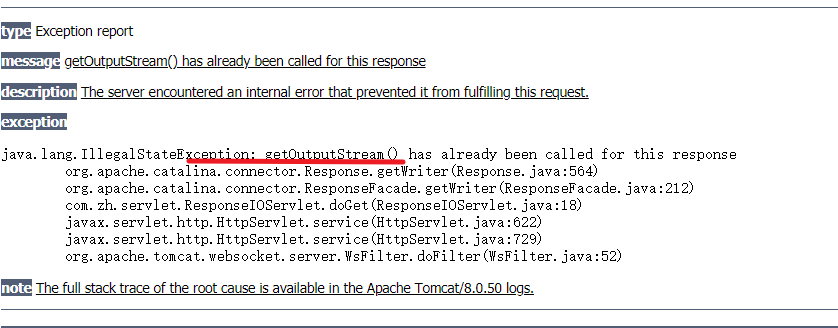 type Exception report
message getOutputStream() has already been called for this response
description The server encountered an internal error that prevented it from fulfilling this request.
exception
java.lang.IllegalStateException: getOutputStream() has already been called for this response
org.apache.catalina.connector.Response.getWriter(Response.java:564)
org.apache.catalina.connector.ResponseFacade.getWriter(ResponseFacade.java:212)
com.zh.servlet.ResponseIOServlet.doGet(ResponseIOServlet.java:18)
javax.servlet.http.HttpServlet.service(HttpServlet.java:622)
javax.servlet.http.HttpServlet.service(HttpServlet.java:729)
org.apache.tomcat.websocket.server.WsFilter.doFilter(WsFilter.java:52)
note The full stack trace of the root cause is available in the Apache Tomcat/8.0.50 logs.